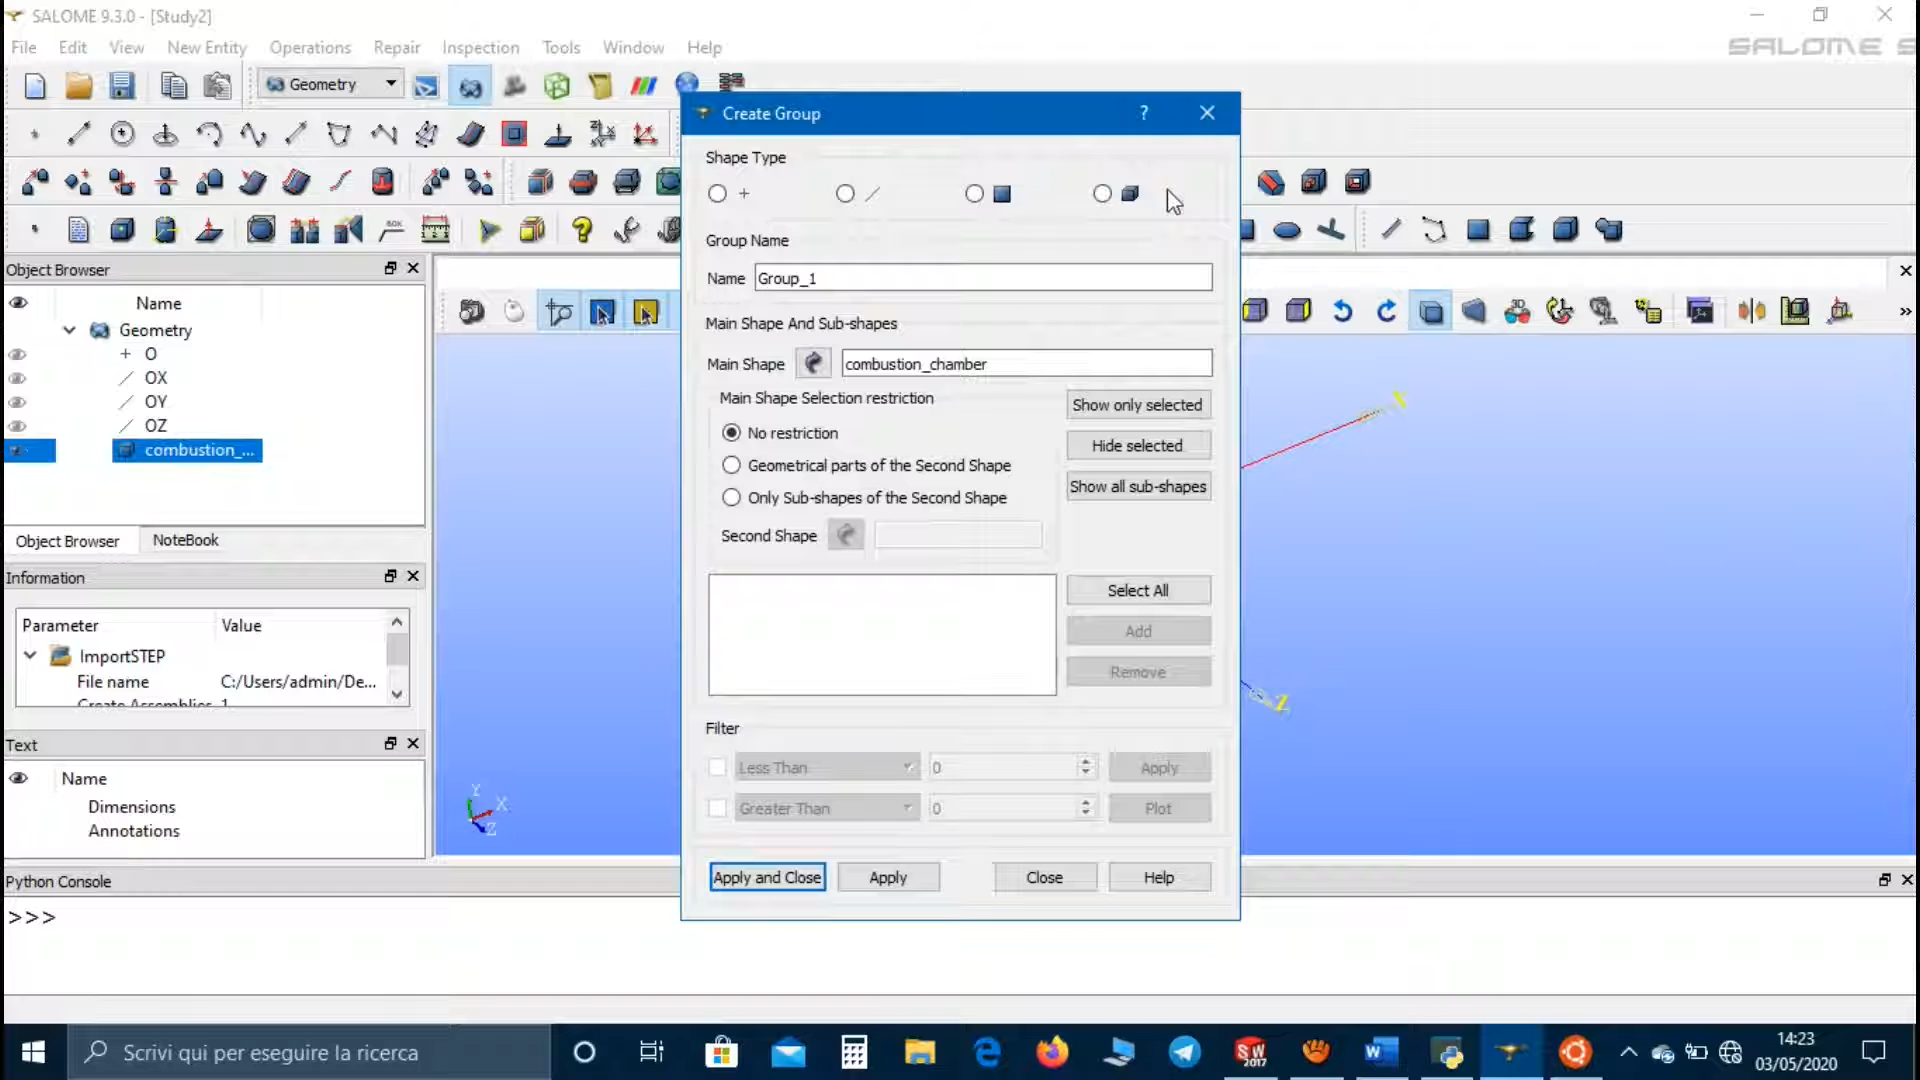 SALOME 9.3.0 - [Study2]
File Edit View New Entity Operations Repair Inspection Tools Window Help
SALOME S
Geometry
Create Group
?
Shape Type
Group Name
Name Group_1
Main Shape And Sub-shapes
Main Shape combustion_chamber
Main Shape Selection restriction
No restriction
Geometrical parts of the Second Shape
Only Sub-shapes of the Second Shape
Second Shape
Show only selected
Hide selected
Show all sub-shapes
Select All
Add
Remove
Filter
Less Than 0 Apply
Greater Than 0 Plot
Apply and Close Apply Close Help
Object Browser
Name
Geometry
O
OX
OY
OZ
combustion_...
Object Browser NoteBook
Information
Parameter Value
ImportSTEP
File name C:/Users/admin/De...
Create Assemblies 1
Text
Name
Dimensions
Annotations
X
Z
Y
X
Z
Python Console
>>>
Scrivi qui per eseguire la ricerca
SW
2017
14:23
03/05/2020